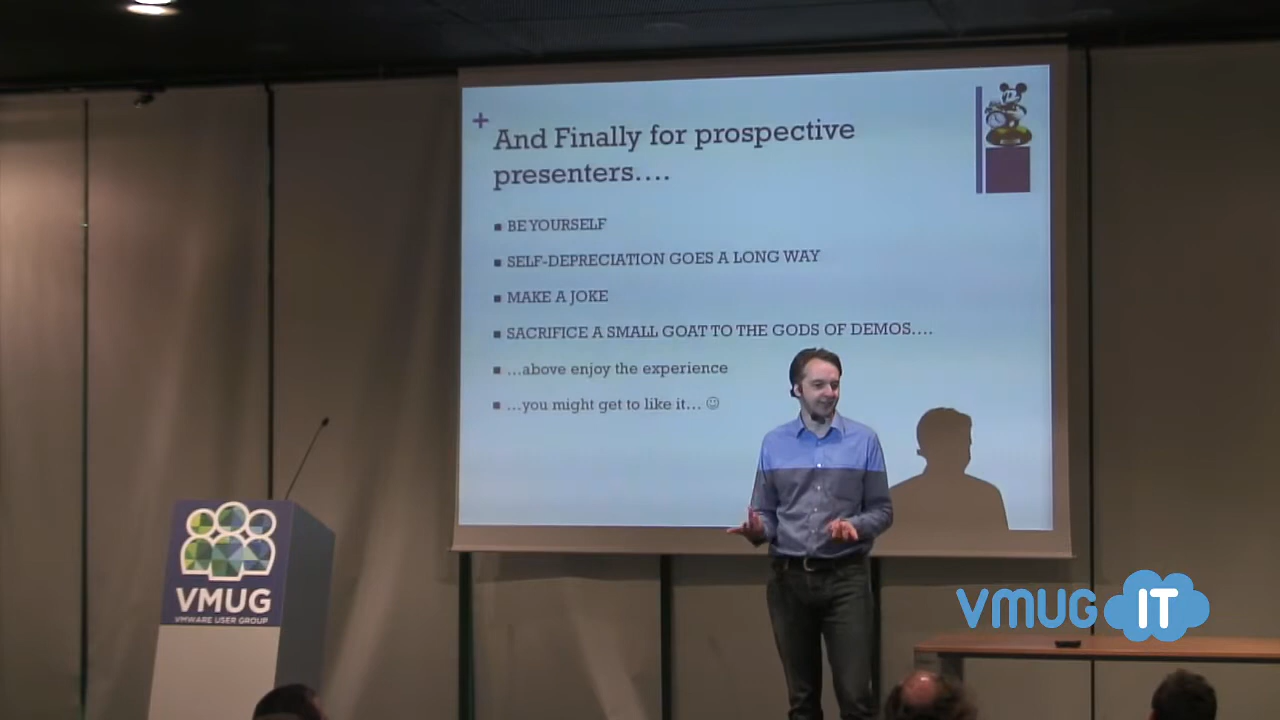 +
And Finally for prospective
presenters....
■ BE YOURSELF
■ SELF-DEPRECIATION GOES A LONG WAY
■ MAKE A JOKE
■ SACRIFICE A SMALL GOAT TO THE GODS OF DEMOS....
■ ...above enjoy the experience
■ ...you might get to like it... ☺
VMUG
VMWARE USER GROUP
VMUG IT